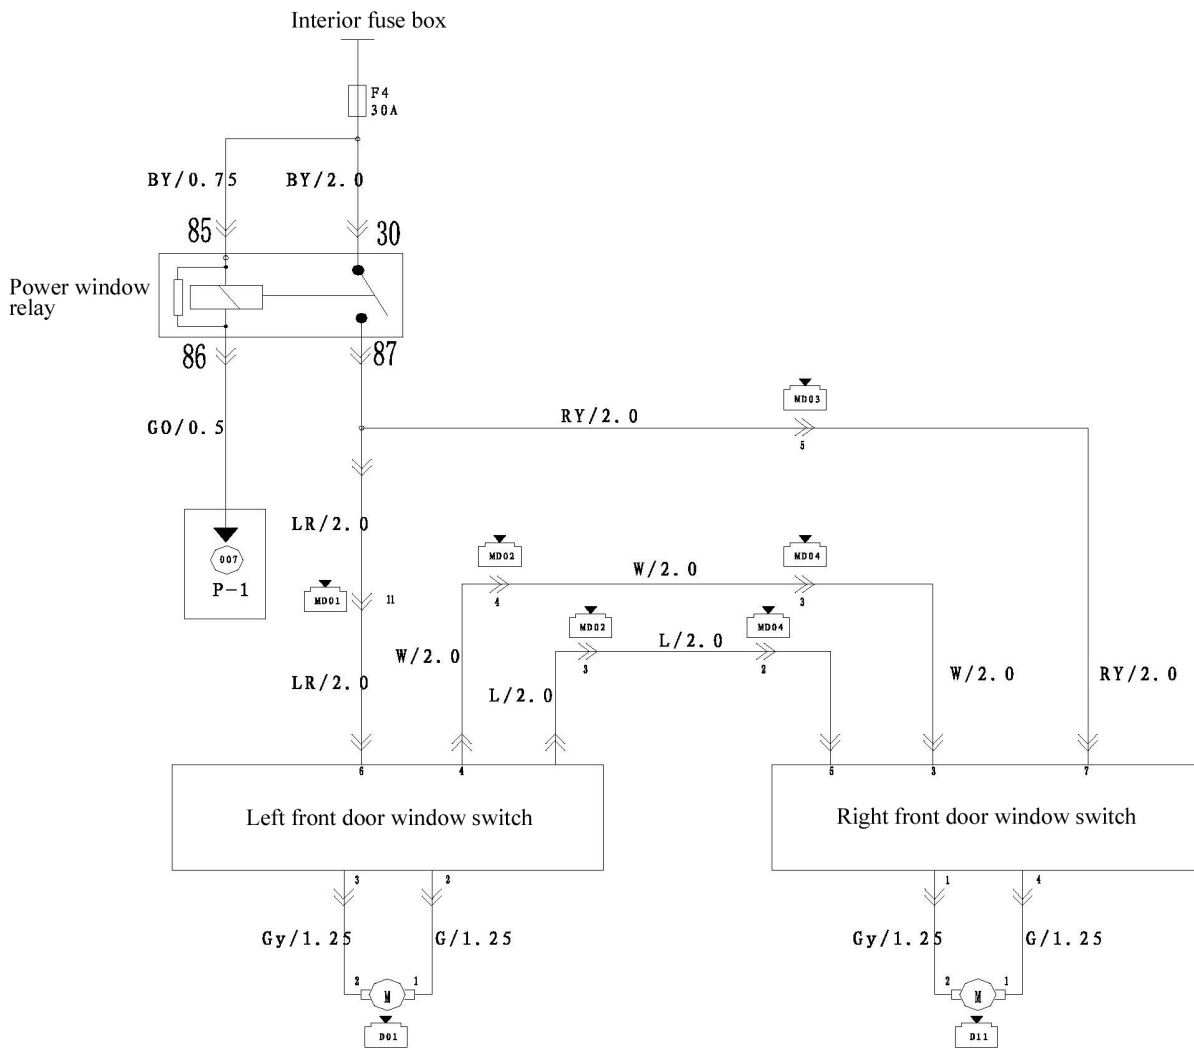 Interior fuse box
F4
30A
BY/0.75
BY/2.0
85
30
Power window
relay
86
87
MD03
GO/0.5
RY/2.0
5
LR/2.0
007
P-1
MD02
MD04
W/2.0
MD01
11
4
3
MD02
MD04
L/2.0
W/2.0
3
2
LR/2.0
L/2.0
W/2.0
RY/2.0
6
4
5
3
7
Left front door window switch
Right front door window switch
3
2
1
4
Gy/1.25
G/1.25
Gy/1.25
G/1.25
2
1
2
1
M
M
D01
D11